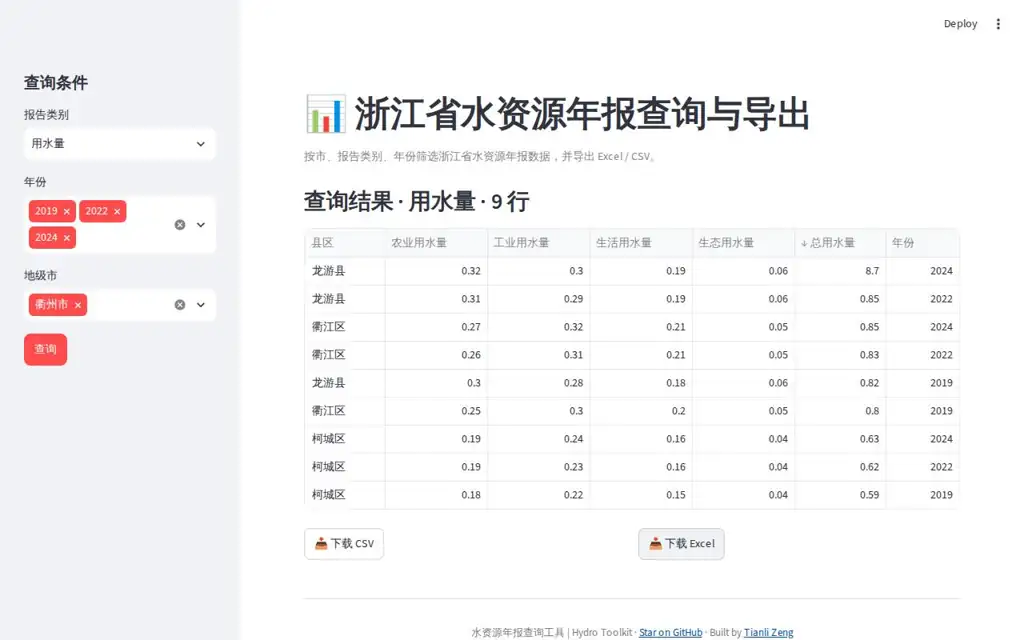 Deploy
查询条件
报告类别
用水量
年份
2019 × 2022 ×
2024 ×
地级市
衢州市 ×
查询
📊 浙江省水资源年报查询与导出
按市、报告类别、年份筛选浙江省水资源年报数据，并导出 Excel / CSV。
查询结果 · 用水量 · 9 行
县区 农业用水量 工业用水量 生活用水量 生态用水量 ↓ 总用水量 年份
龙游县 0.32 0.3 0.19 0.06 8.7 2024
龙游县 0.31 0.29 0.19 0.06 0.85 2022
衢江区 0.27 0.32 0.21 0.05 0.85 2024
衢江区 0.26 0.31 0.21 0.05 0.83 2022
龙游县 0.3 0.28 0.18 0.06 0.82 2019
衢江区 0.25 0.3 0.2 0.05 0.8 2019
柯城区 0.19 0.24 0.16 0.04 0.63 2024
柯城区 0.19 0.23 0.16 0.04 0.62 2022
柯城区 0.18 0.22 0.15 0.04 0.59 2019
📥 下载 CSV 📥 下载 Excel
水资源年报查询工具 | Hydro Toolkit · Star on GitHub · Built by Tianli Zeng